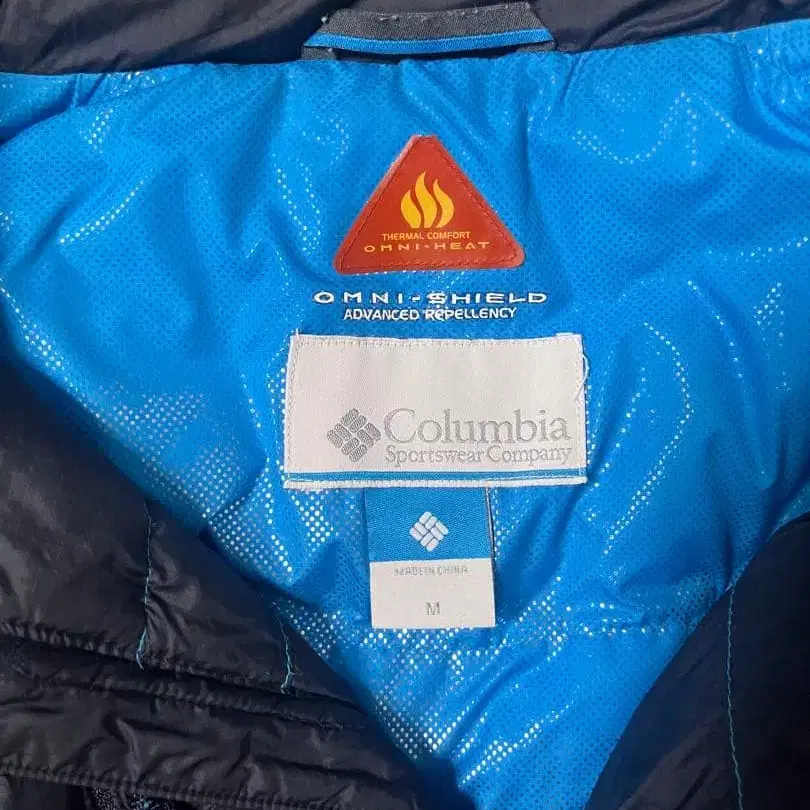 THERMAL COMFORT
OMNI-HEAT
OMNI-SHIELD
ADVANCED REPELLENCY
Columbia
Sportswear Company
MADE IN CHINA
M